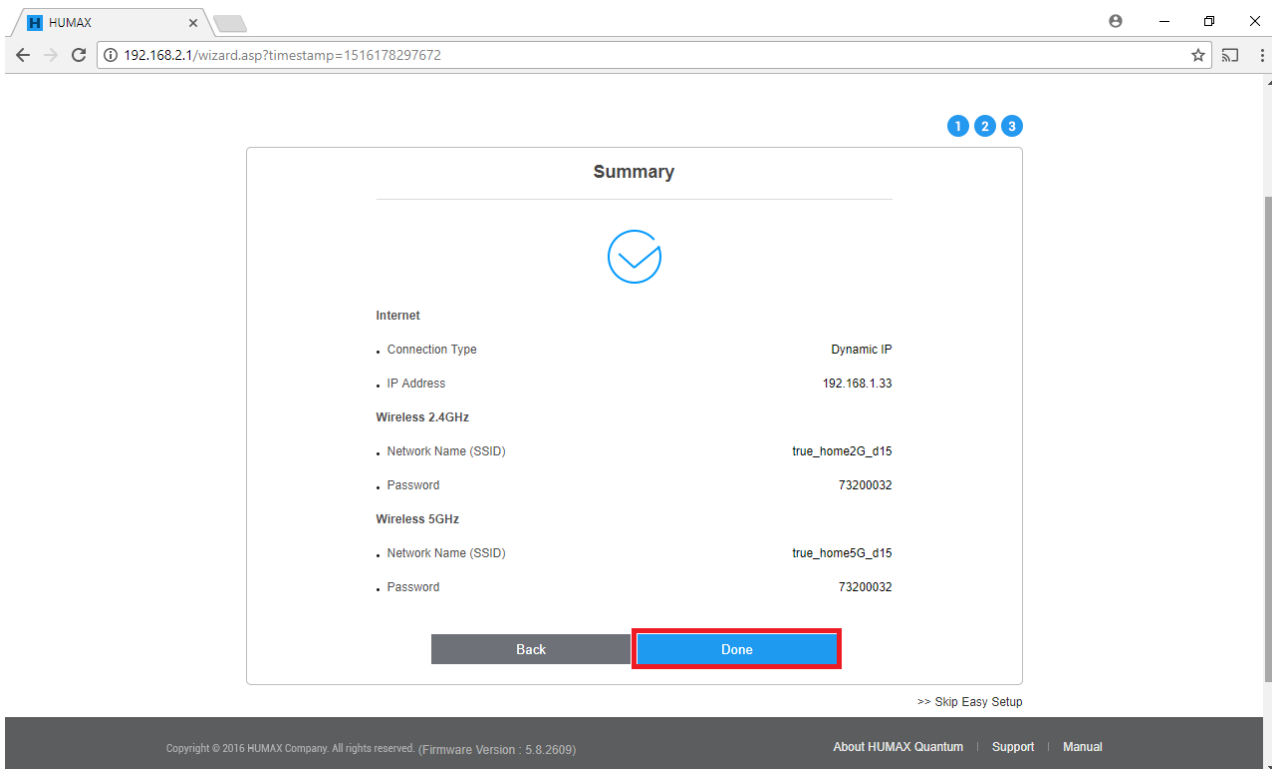 HUMAX
192.168.2.1/wizard.asp?timestamp=1516178297672
1 2 3
Summary
Internet
Connection Type Dynamic IP
IP Address 192.168.1.33
Wireless 2.4GHz
Network Name (SSID) true_home2G_d15
Password 73200032
Wireless 5GHz
Network Name (SSID) true_home5G_d15
Password 73200032
Back Done
>> Skip Easy Setup
Copyright © 2016 HUMAX Company. All rights reserved. (Firmware Version : 5.8.2609) About HUMAX Quantum | Support | Manual